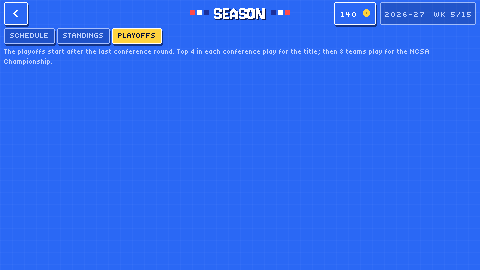 SEASON
140
2026-27 WK 5/15
SCHEDULE
STANDINGS
PLAYOFFS
The playoffs start after the last conference round. Top 4 in each conference play for the title; then 8 teams play for the NCSA
Championship.